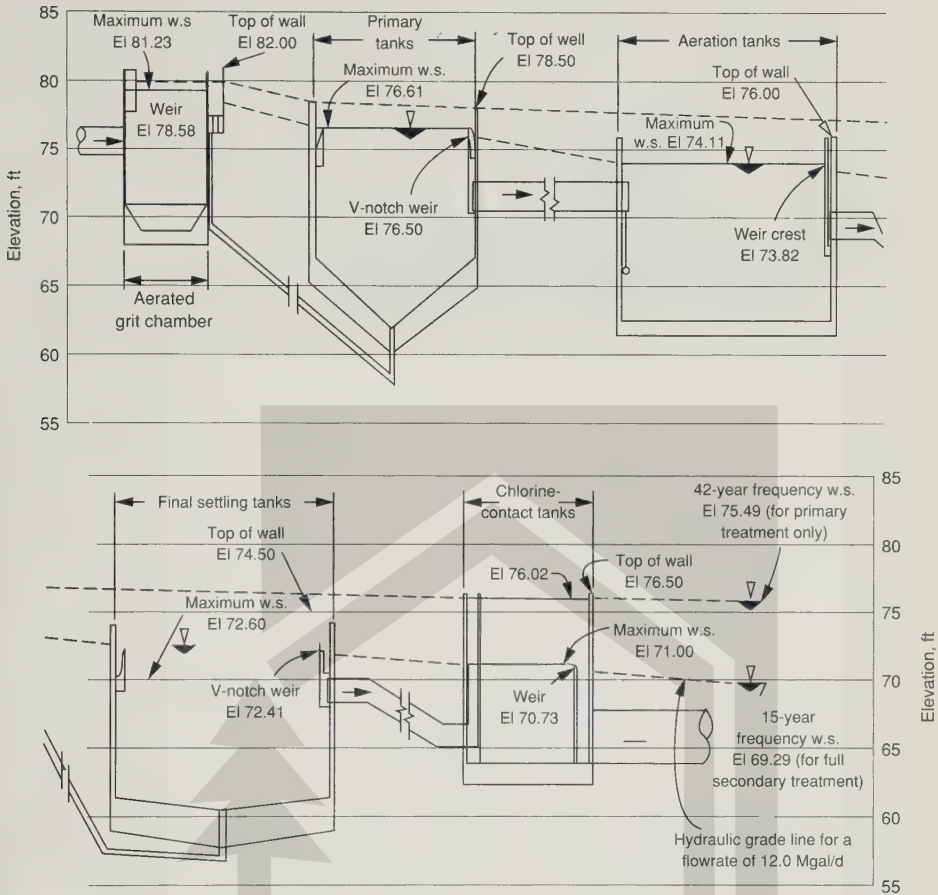 85
80
75
70
65
60
55
Elevation, ft
Maximum w.s
El 81.23
Top of wall
El 82.00
Primary
tanks
Top of well
El 78.50
Aeration tanks
Maximum w.s.
El 76.61
Top of wall
El 76.00
Weir
El 78.58
Maximum
w.s. El 74.11
V-notch weir
El 76.50
Weir crest
El 73.82
Aerated
grit chamber
Final settling tanks
Chlorine-
contact tanks
42-year frequency w.s.
El 75.49 (for primary
treatment only)
Top of wall
El 74.50
El 76.02
Top of wall
El 76.50
Maximum w.s.
El 72.60
Maximum w.s.
El 71.00
V-notch weir
El 72.41
Weir
El 70.73
15-year
frequency w.s.
El 69.29 (for full
secondary treatment)
Hydraulic grade line for a
flowrate of 12.0 Mgal/d
85
80
75
70
65
60
55
Elevation, ft